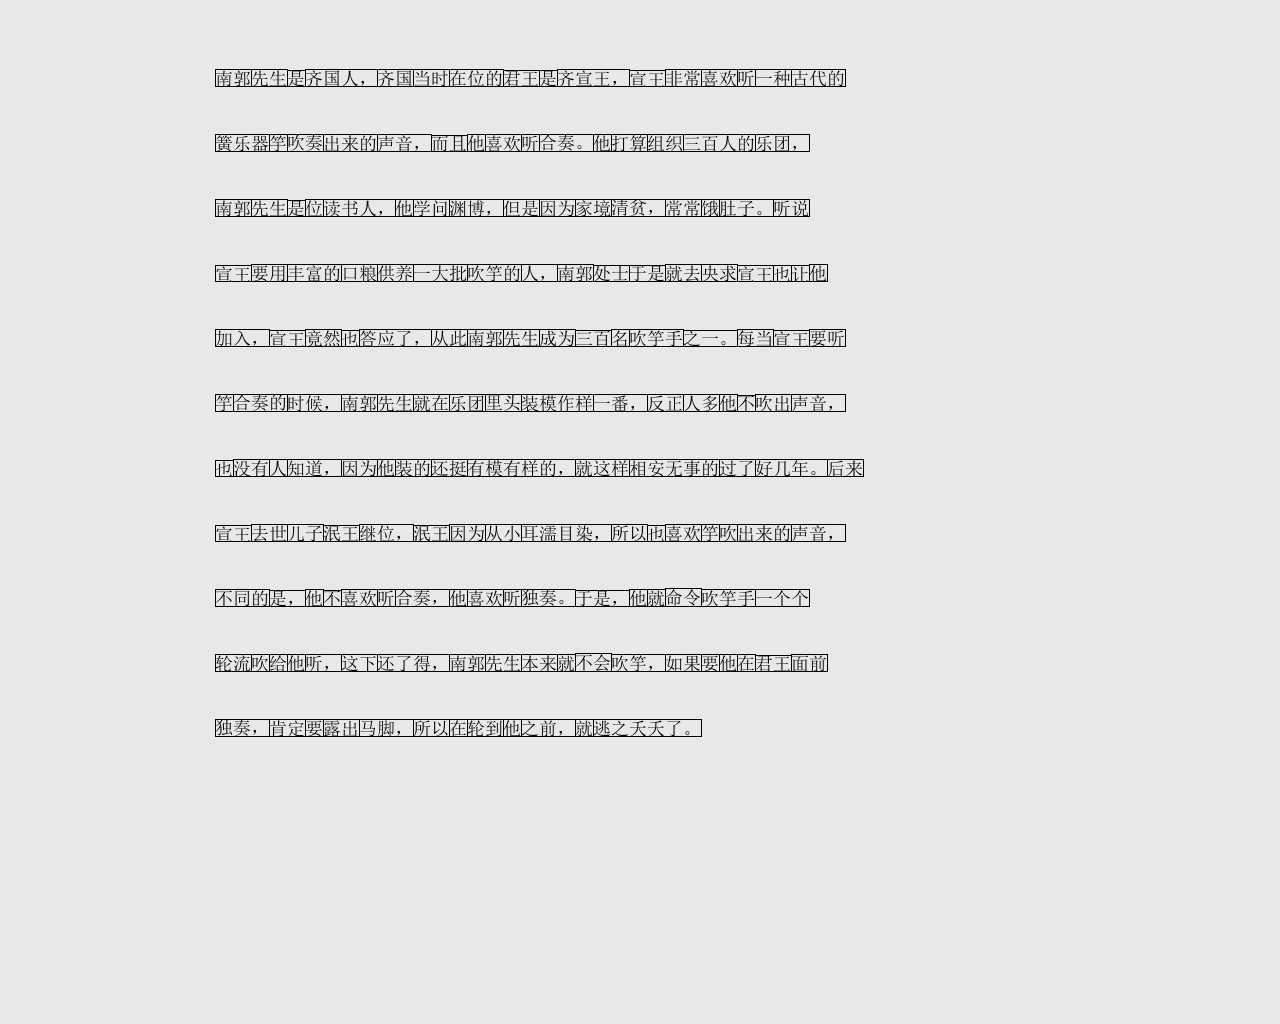 南郭先生是齐国人，齐国当时在位的君王是齐宣王，宣王非常喜欢听一种古代的
簧乐器竽吹奏出来的声音，而且他喜欢听合奏。他打算组织三百人的乐团，
南郭先生是位读书人，他学问渊博，但是因为家境清贫，常常饿肚子。听说
宣王要用丰富的口粮供养一大批吹竽的人，南郭处士于是就去央求宣王也让他
加入，宣王竟然也答应了，从此南郭先生成为三百名吹竽手之一。每当宣王要听
竽合奏的时候，南郭先生就在乐团里头装模作样一番，反正人多他不吹出声音，
也没有人知道，因为他装的还挺有模有样的，就这样相安无事的过了好几年。后来
宣王去世儿子泯王继位，泯王因为从小耳濡目染，所以也喜欢竽吹出来的声音，
不同的是，他不喜欢听合奏，他喜欢听独奏。于是，他就命令吹竽手一个个
轮流吹给他听，这下还了得，南郭先生本来就不会吹竽，如果要他在君王面前
独奏，肯定要露出马脚，所以在轮到他之前，就逃之夭夭了。